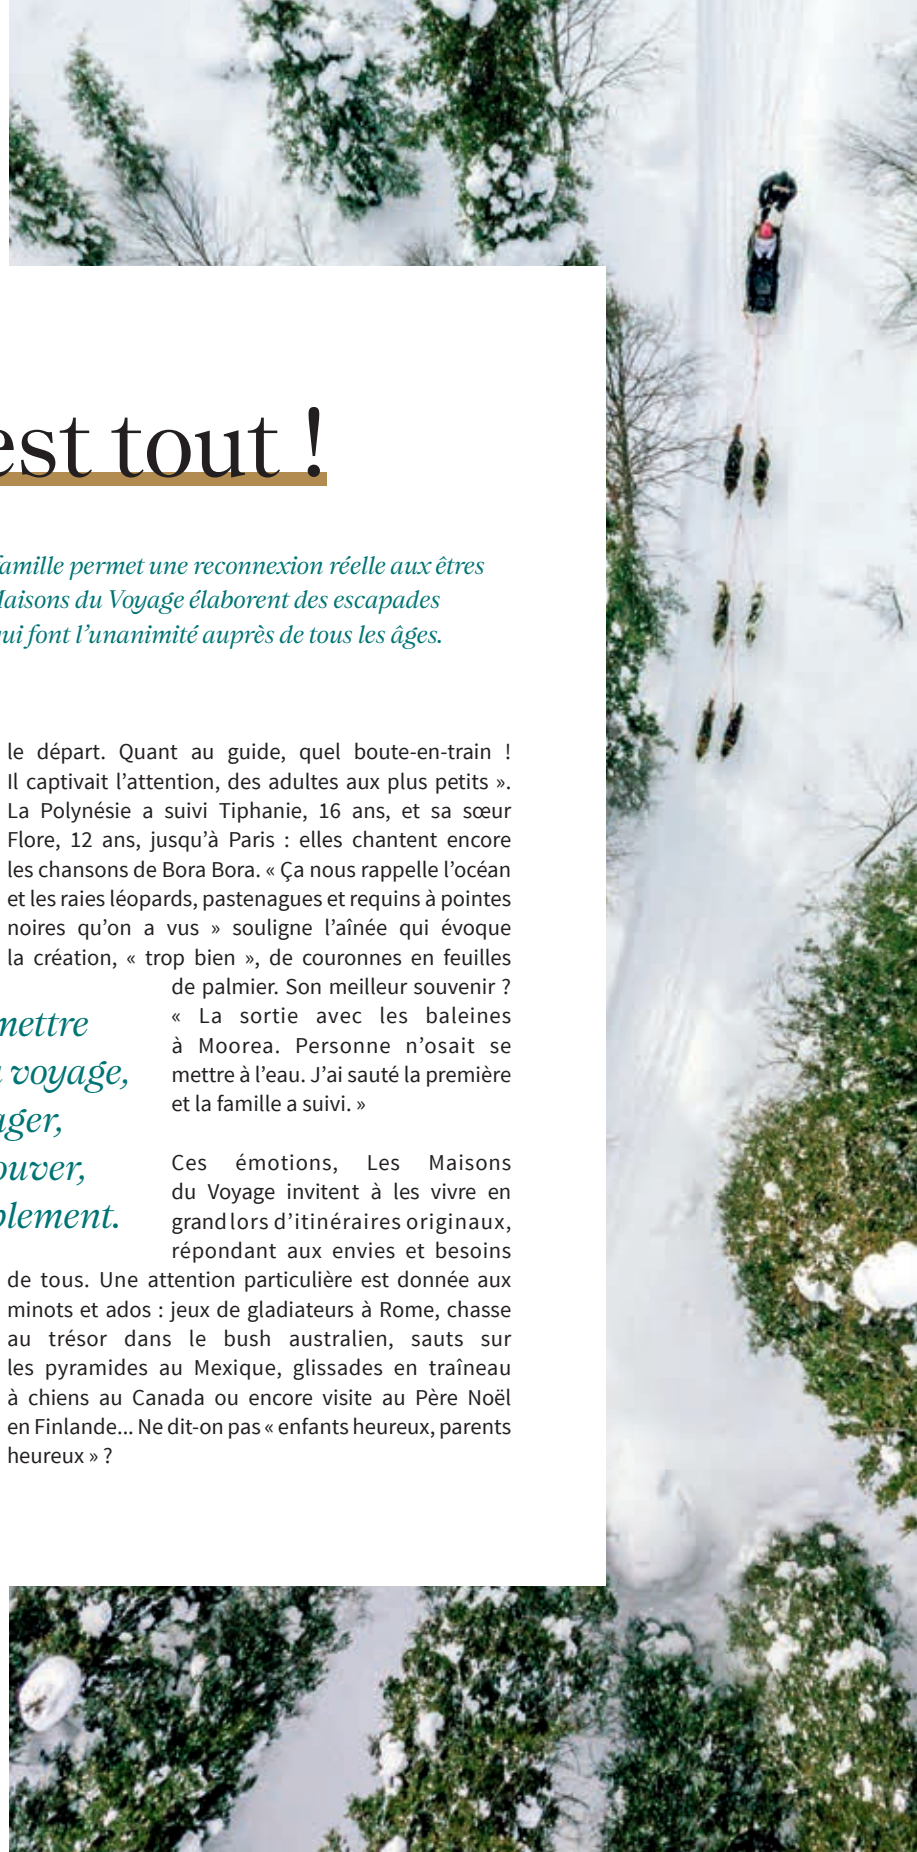 est tout !
famille permet une reconnexion réelle aux êtres
Maisons du Voyage élaborent des escapades
qui font l’unanimité auprès de tous les âges.
le départ. Quant au guide, quel boute-en-train !
Il captivait l’attention, des adultes aux plus petits ».
La Polynésie a suivi Tiphanie, 16 ans, et sa sœur
Flore, 12 ans, jusqu’à Paris : elles chantent encore
les chansons de Bora Bora. « Ça nous rappelle l’océan
et les raies léopards, pastenagues et requins à pointes
noires qu’on a vus » souligne l’aînée qui évoque
la création, « trop bien », de couronnes en feuilles
de palmier. Son meilleur souvenir ?
« La sortie avec les baleines
à Moorea. Personne n’osait se
mettre à l’eau. J’ai sauté la première
et la famille a suivi. »
mettre
voyage,
ager,
ouver,
plement.
Ces émotions, Les Maisons
du Voyage invitent à les vivre en
grand lors d’itinéraires originaux,
répondant aux envies et besoins
de tous. Une attention particulière est donnée aux
minots et ados : jeux de gladiateurs à Rome, chasse
au trésor dans le bush australien, sauts sur
les pyramides au Mexique, glissades en traîneau
à chiens au Canada ou encore visite au Père Noël
en Finlande... Ne dit-on pas « enfants heureux, parents
heureux » ?